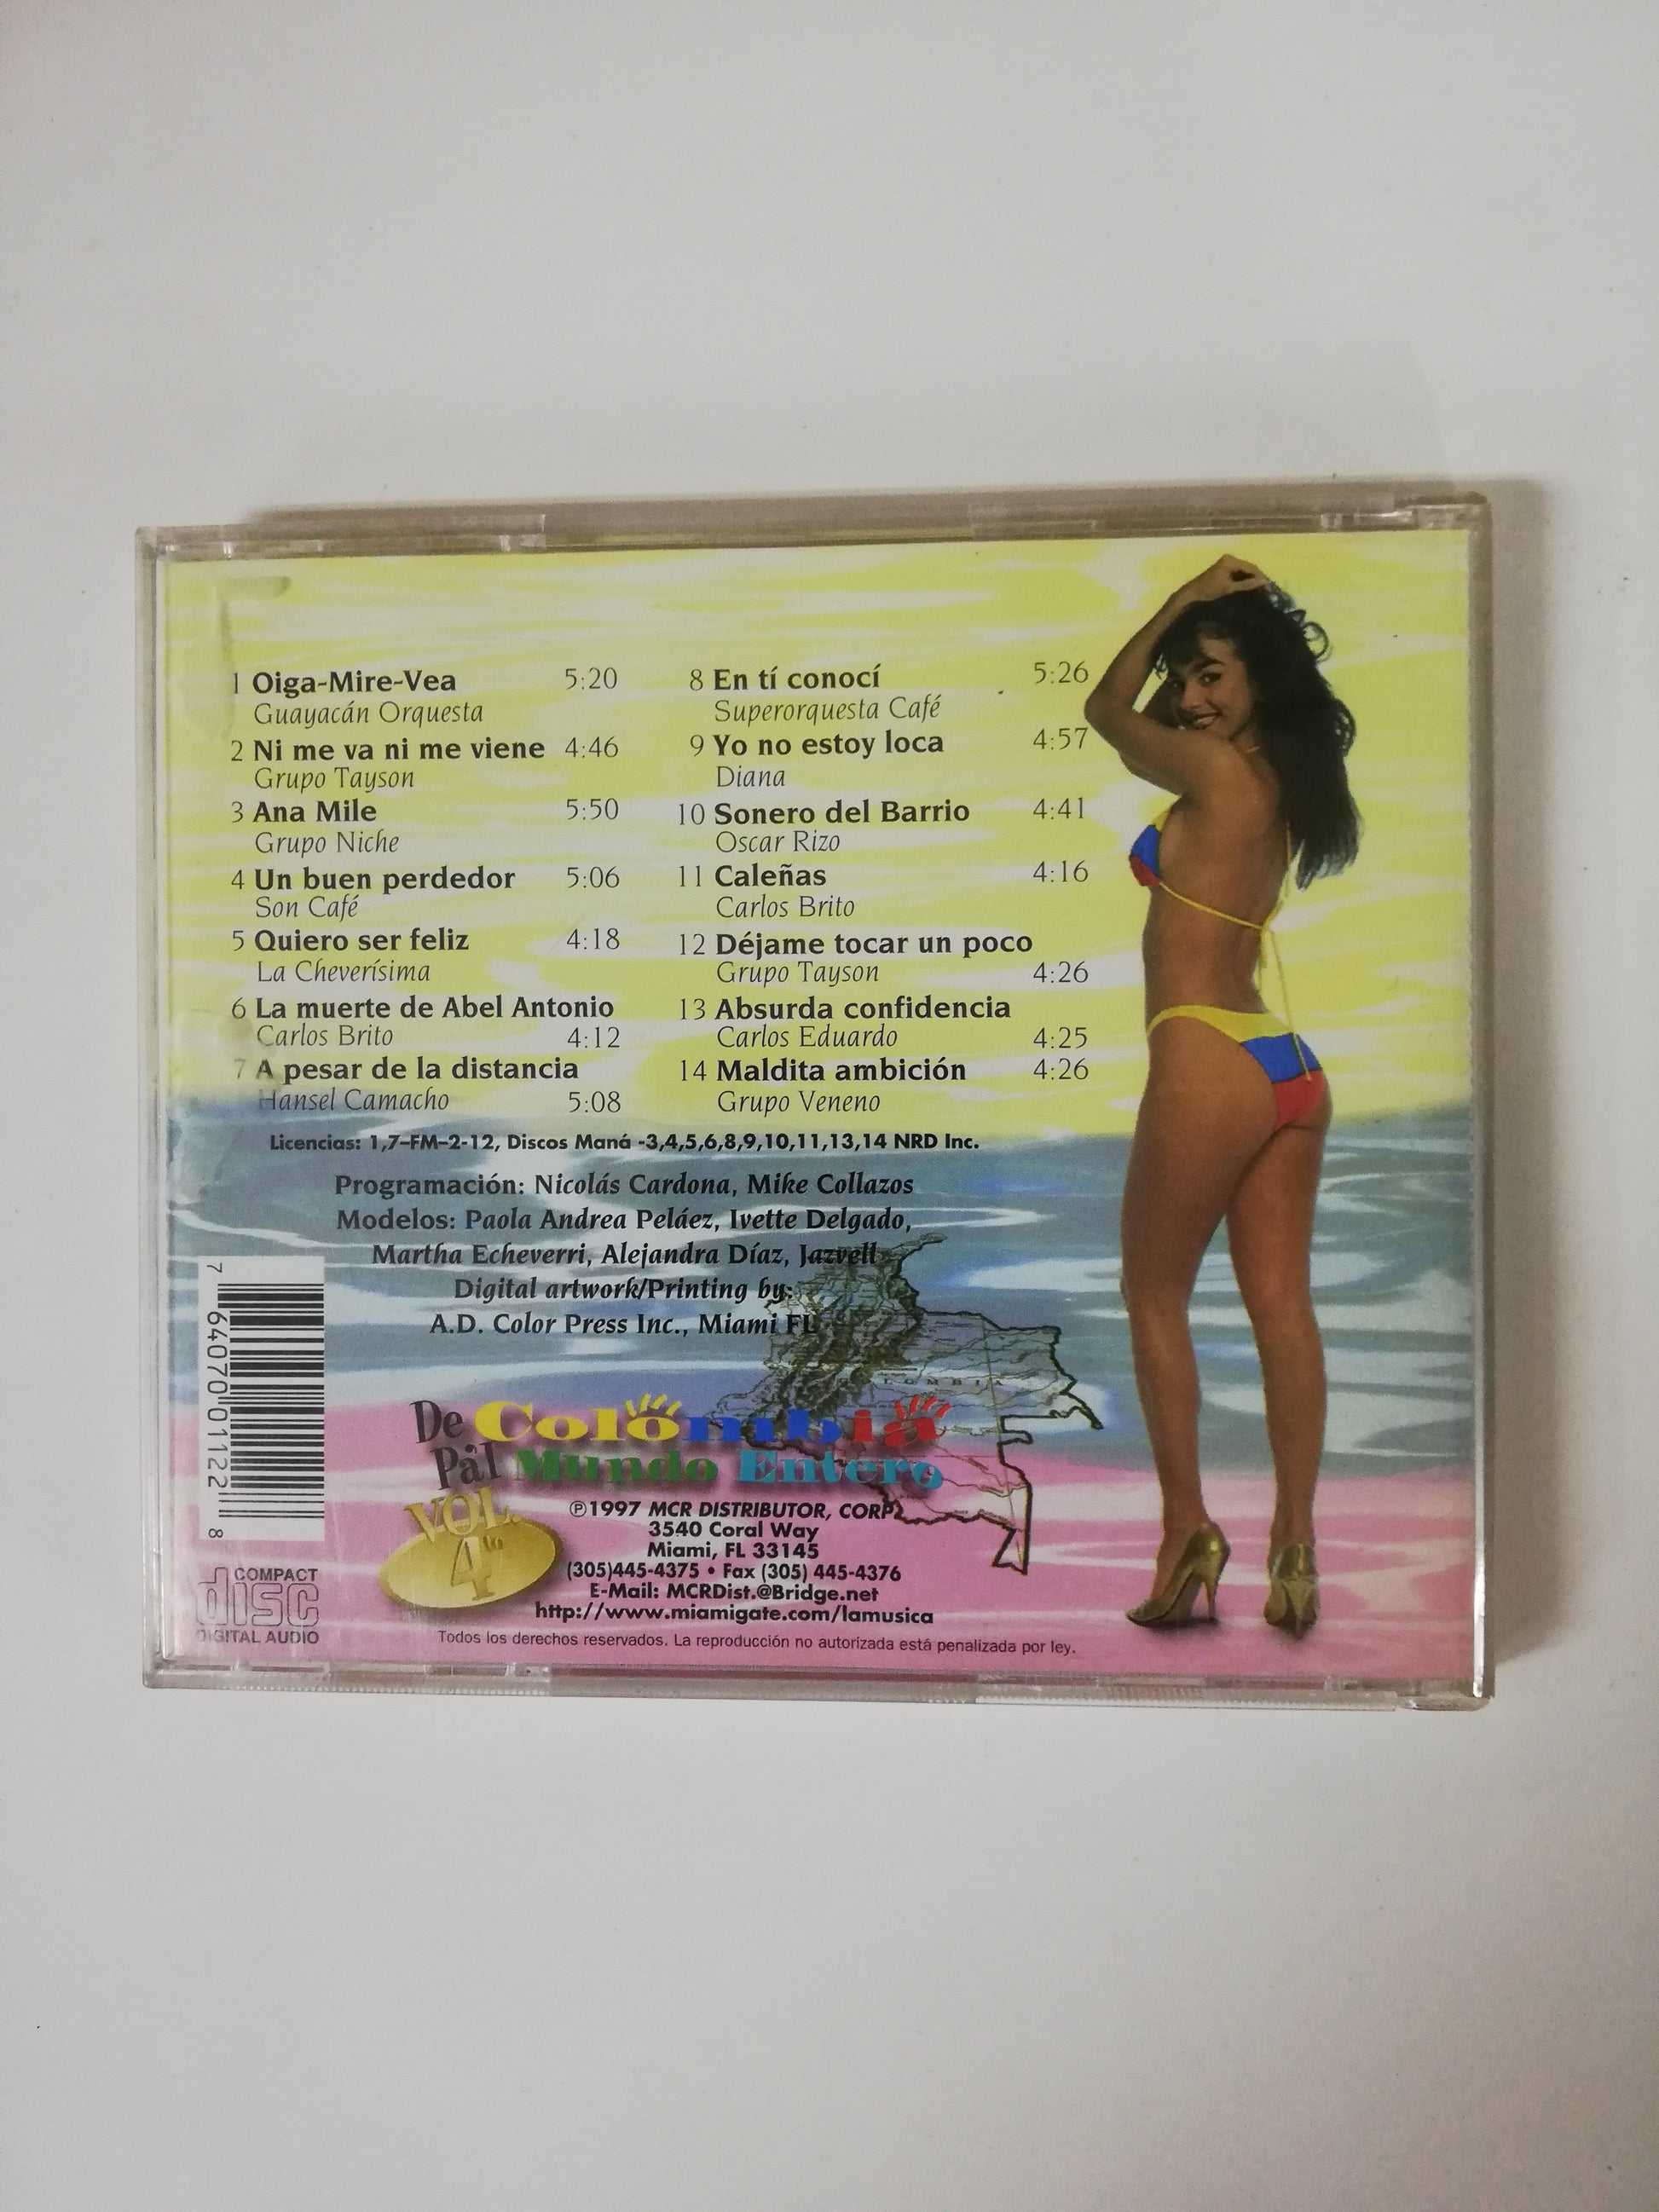 1 Oiga-Mire-Vea 5:20
Guayacán Orquesta
2 Ni me va ni me viene 4:46
Grupo Tayson
3 Ana Mile 5:50
Grupo Niche
4 Un buen perdedor 5:06
Son Café
5 Quiero ser feliz 4:18
La Cheverísima
6 La muerte de Abel Antonio
Carlos Brito 4:12
7 A pesar de la distancia
Hansel Camacho 5:08
8 En tí conocí 5:26
Superorquesta Café
9 Yo no estoy loca 4:57
Diana
10 Sonero del Barrio 4:41
Oscar Rizo
11 Caleñas 4:16
Carlos Brito
12 Déjame tocar un poco
Grupo Tayson 4:26
13 Absurda confidencia
Carlos Eduardo 4:25
14 Maldita ambición 4:26
Grupo Veneno
Licencias: 1,7–FM–2-12, Discos Maná -3,4,5,6,8,9,10,11,13,14 NRD Inc.
Programación: Nicolás Cardona, Mike Collazos
Modelos: Paola Andrea Peláez, Ivette Delgado,
Martha Echeverri, Alejandra Díaz, Jazvell
Digital artwork/Printing by:
A.D. Color Press Inc., Miami FL
COLOMBIA
De Colombia
Pa'l Mundo Entero
VOL.
4to
℗1997 MCR DISTRIBUTOR, CORP.
3540 Coral Way
Miami, FL 33145
(305)445-4375 • Fax (305) 445-4376
E-Mail: MCRDist.@Bridge.net
http://www.miamigate.com/lamusica
Todos los derechos reservados. La reproducción no autorizada está penalizada por ley.
7 64070 01122 8
COMPACT
disc
DIGITAL AUDIO